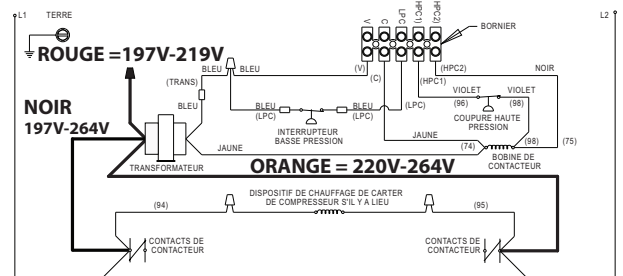 L1
TERRE
L2
V
C
LPC
HPC1)
HPC2)
BORNIER
ROUGE =197V-219V
BLEU
BLEU
(V)
(C)
(HPC2)
(HPC1)
NOIR
(TRANS)
BLEU
NOIR
197V-264V
BLEU
(LPC)
BLEU
(LPC)
(LPC)
VIOLET
(96)
VIOLET
(98)
INTERRUPTEUR
BASSE PRESSION
COUPURE HAUTE
PRESSION
JAUNE
JAUNE
(74)
(98)
(75)
TRANSFORMATEUR
ORANGE = 220V-264V
BOBINE DE
CONTACTEUR
DISPOSITIF DE CHAUFFAGE DE CARTER
DE COMPRESSEUR S'IL Y A LIEU
(94)
(95)
CONTACTS DE
CONTACTEUR
CONTACTS DE
CONTACTEUR